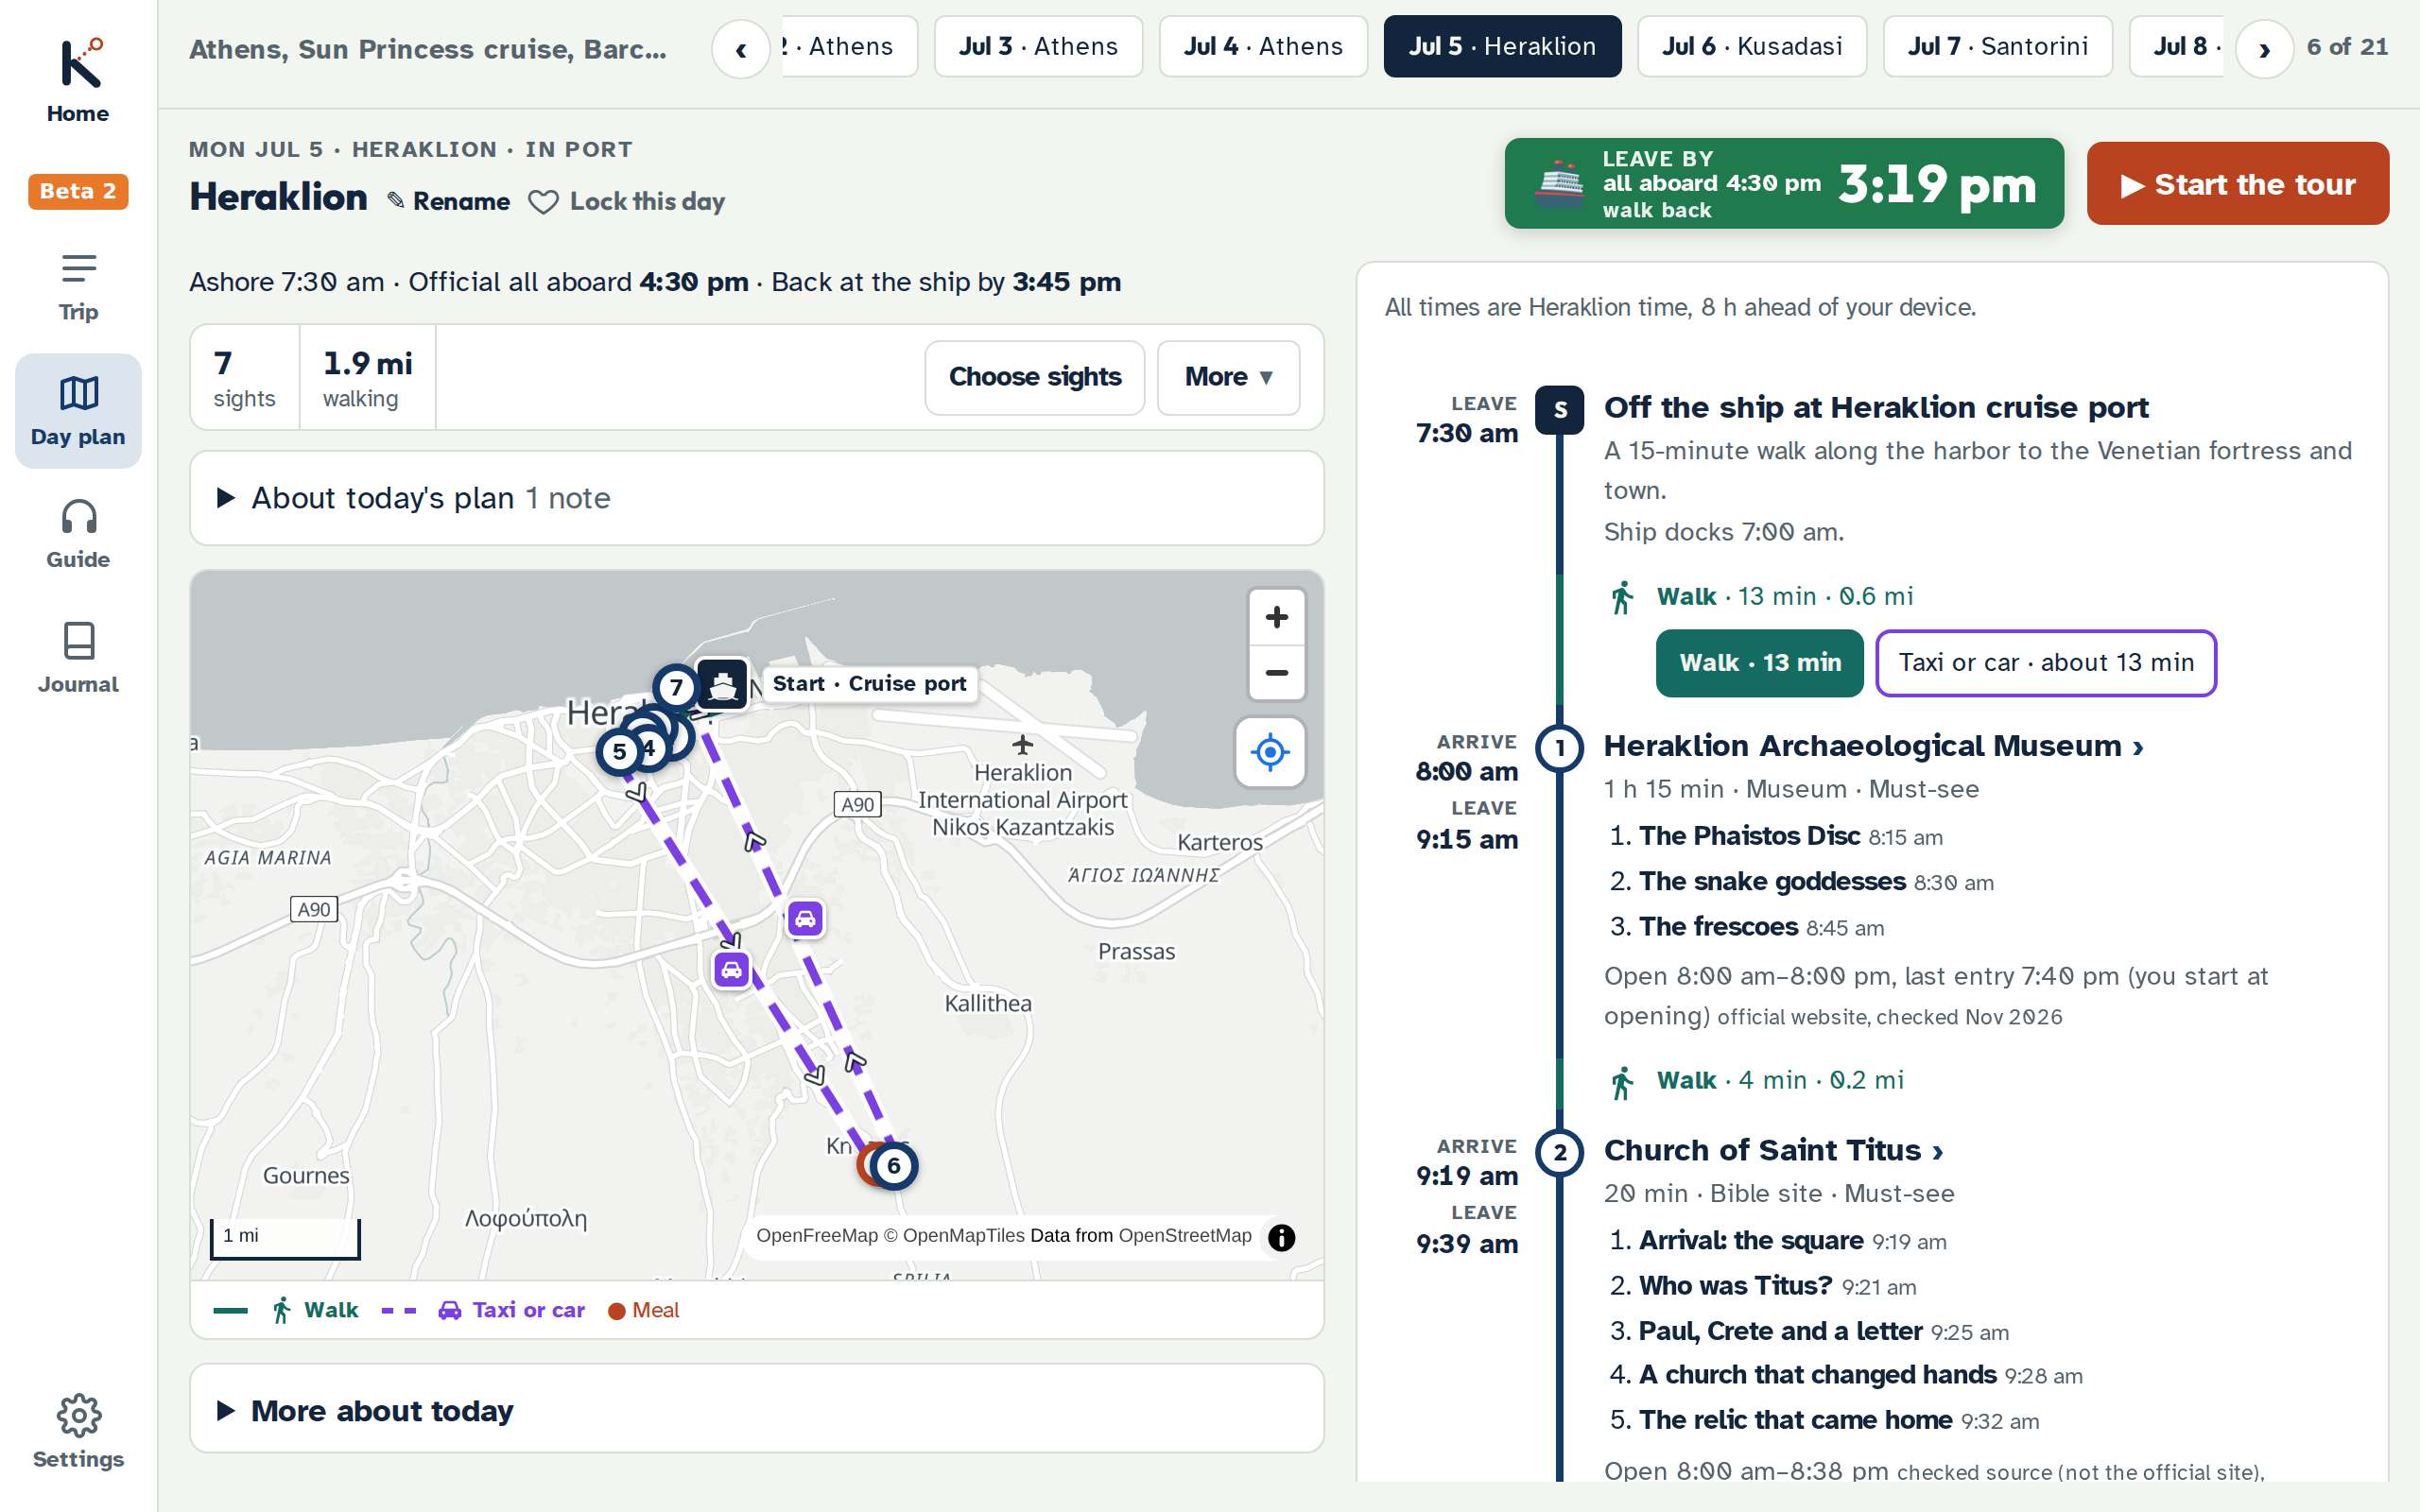 Home
Beta 2
Trip
Day plan
Guide
Journal
Settings
Athens, Sun Princess cruise, Barc...
‹
· Athens
Jul 3 · Athens
Jul 4 · Athens
Jul 5 · Heraklion
Jul 6 · Kusadasi
Jul 7 · Santorini
Jul 8 ·
›
6 of 21
MON JUL 5 · HERAKLION · IN PORT
Heraklion ✎ Rename Lock this day
LEAVE BY
all aboard 4:30 pm
walk back
3:19 pm
▶ Start the tour
Ashore 7:30 am · Official all aboard 4:30 pm · Back at the ship by 3:45 pm
7
sights
1.9 mi
walking
Choose sights
More ▼
▶ About today's plan 1 note
7
Start · Cruise port
5
4
A90
Heraklion
International Airport
Nikos Kazantzakis
Karteros
AGIA MARINA
ΆΓΙΟΣ ΙΩΆΝΝΗΣ
A90
Prassas
Kallithea
6
Gournes
Λοφούπολη
1 mi
OpenFreeMap © OpenMapTiles Data from OpenStreetMap
Walk
Taxi or car
Meal
▶ More about today
All times are Heraklion time, 8 h ahead of your device.
LEAVE
7:30 am
S
Off the ship at Heraklion cruise port
A 15-minute walk along the harbor to the Venetian fortress and
town.
Ship docks 7:00 am.
Walk · 13 min · 0.6 mi
Walk · 13 min
Taxi or car · about 13 min
ARRIVE
8:00 am
LEAVE
9:15 am
1
Heraklion Archaeological Museum ›
1 h 15 min · Museum · Must-see
1. The Phaistos Disc 8:15 am
2. The snake goddesses 8:30 am
3. The frescoes 8:45 am
Open 8:00 am–8:00 pm, last entry 7:40 pm (you start at
opening) official website, checked Nov 2026
Walk · 4 min · 0.2 mi
ARRIVE
9:19 am
LEAVE
9:39 am
2
Church of Saint Titus ›
20 min · Bible site · Must-see
1. Arrival: the square 9:19 am
2. Who was Titus? 9:21 am
3. Paul, Crete and a letter 9:25 am
4. A church that changed hands 9:28 am
5. The relic that came home 9:32 am
Open 8:00 am–8:38 pm checked source (not the official site),